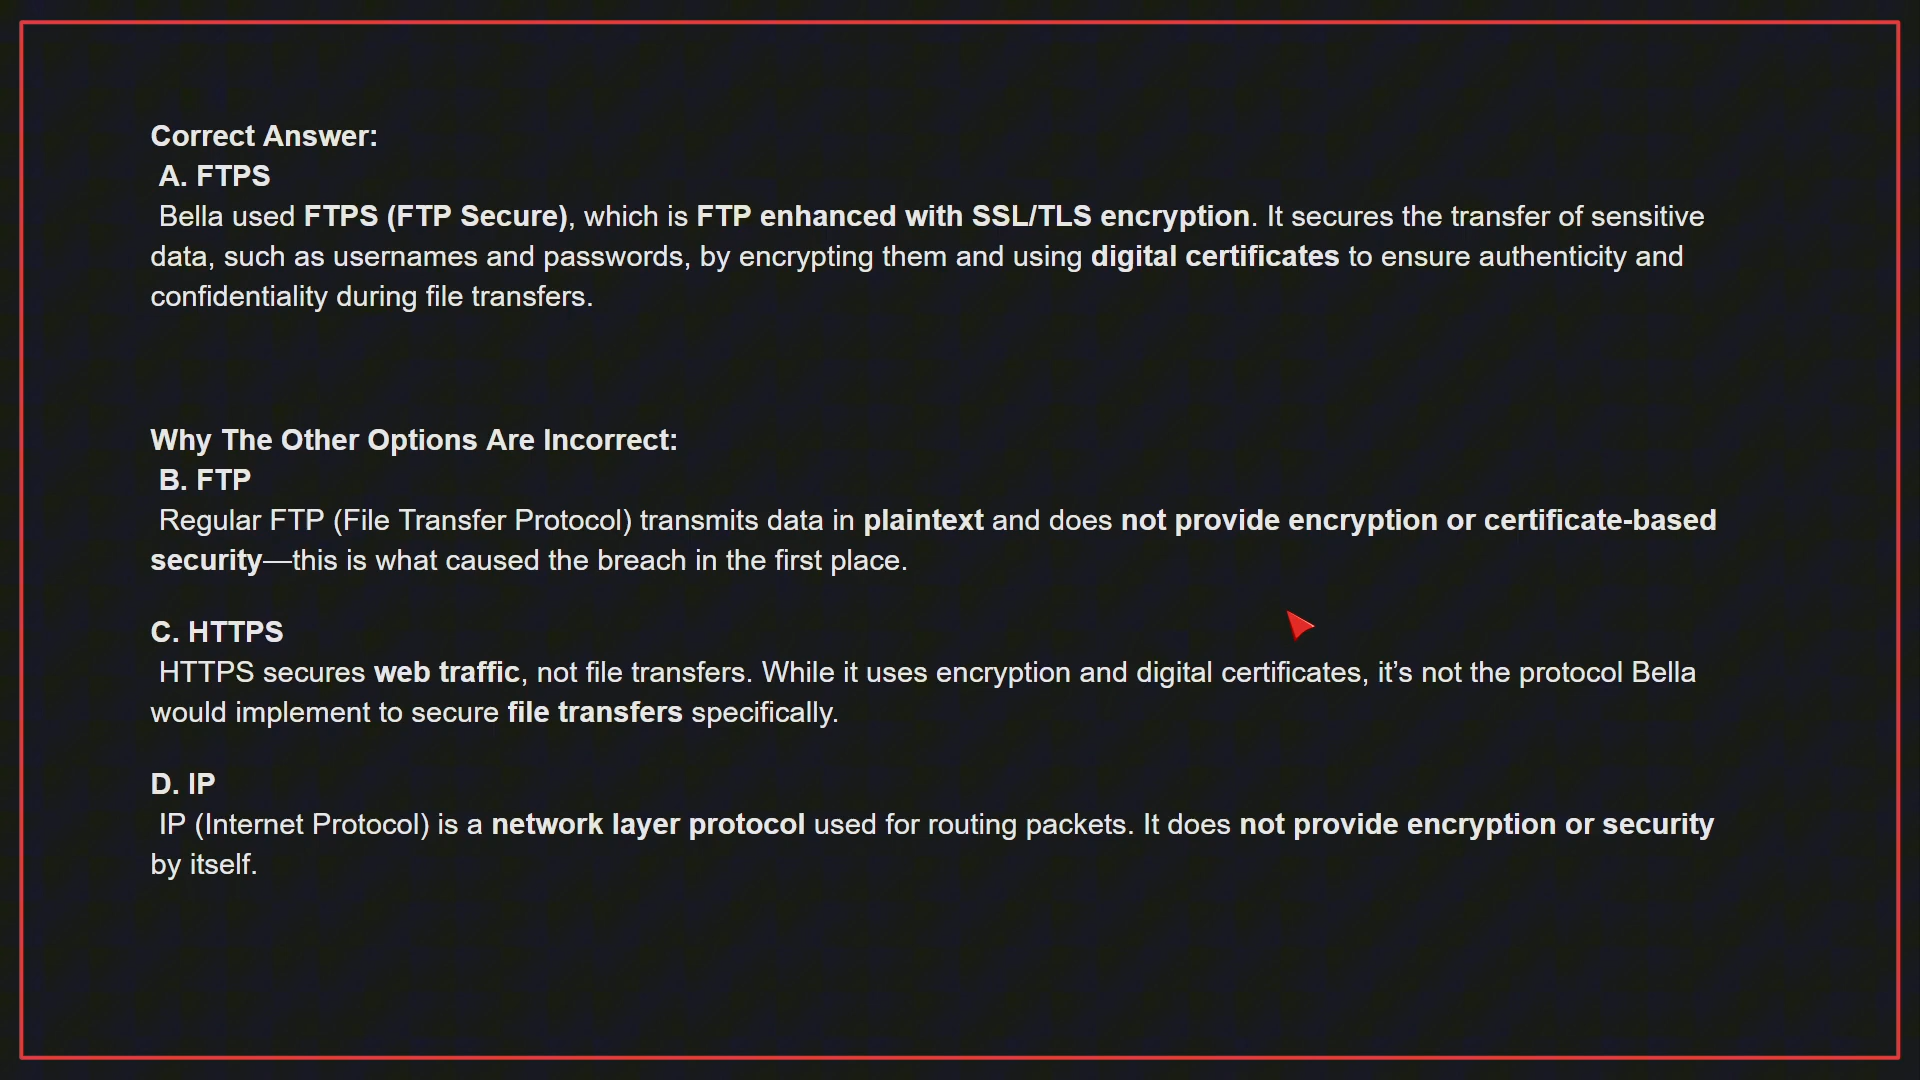 Correct Answer:
A. FTPS
Bella used FTPS (FTP Secure), which is FTP enhanced with SSL/TLS encryption. It secures the transfer of sensitive
data, such as usernames and passwords, by encrypting them and using digital certificates to ensure authenticity and
confidentiality during file transfers.
Why The Other Options Are Incorrect:
B. FTP
Regular FTP (File Transfer Protocol) transmits data in plaintext and does not provide encryption or certificate-based
security—this is what caused the breach in the first place.
C. HTTPS
HTTPS secures web traffic, not file transfers. While it uses encryption and digital certificates, it’s not the protocol Bella
would implement to secure file transfers specifically.
D. IP
IP (Internet Protocol) is a network layer protocol used for routing packets. It does not provide encryption or security
by itself.